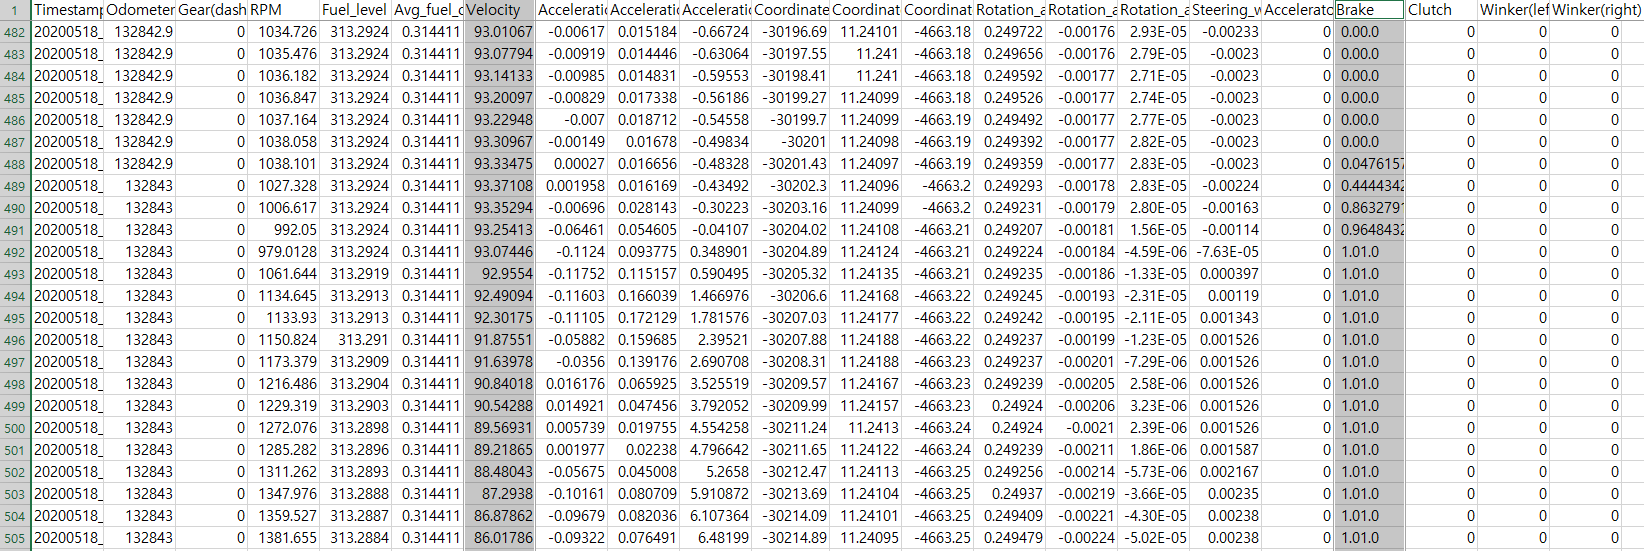 1 Timestamp Odometer Gear(dash RPM Fuel_level Avg_fuel_c Velocity Acceleratic Acceleratic Acceleratic Coordinate Coordinat Coordinat Rotation_a Rotation_a Rotation_a Steering_w Accelerato Brake Clutch Winker(lef Winker(right)
482 20200518_ 132842.9 0 1034.726 313.2924 0.314411 93.01067 -0.00617 0.015184 -0.66724 -30196.69 11.24101 -4663.18 0.249722 -0.00176 2.93E-05 -0.00233 0 0.00.0 0 0 0
483 20200518_ 132842.9 0 1035.476 313.2924 0.314411 93.07794 -0.00919 0.014446 -0.63064 -30197.55 11.241 -4663.18 0.249656 -0.00176 2.79E-05 -0.0023 0 0.00.0 0 0 0
484 20200518_ 132842.9 0 1036.182 313.2924 0.314411 93.14133 -0.00985 0.014831 -0.59553 -30198.41 11.241 -4663.18 0.249592 -0.00177 2.71E-05 -0.0023 0 0.00.0 0 0 0
485 20200518_ 132842.9 0 1036.847 313.2924 0.314411 93.20097 -0.00829 0.017338 -0.56186 -30199.27 11.24099 -4663.18 0.249526 -0.00177 2.74E-05 -0.0023 0 0.00.0 0 0 0
486 20200518_ 132842.9 0 1037.164 313.2924 0.314411 93.22948 -0.007 0.018712 -0.54558 -30199.7 11.24099 -4663.19 0.249492 -0.00177 2.77E-05 -0.0023 0 0.00.0 0 0 0
487 20200518_ 132842.9 0 1038.058 313.2924 0.314411 93.30967 -0.00149 0.01678 -0.49834 -30201 11.24098 -4663.19 0.249392 -0.00177 2.82E-05 -0.0023 0 0.00.0 0 0 0
488 20200518_ 132842.9 0 1038.101 313.2924 0.314411 93.33475 0.00027 0.016656 -0.48328 -30201.43 11.24097 -4663.19 0.249359 -0.00177 2.83E-05 -0.0023 0 0.0476157 0 0 0
489 20200518_ 132843 0 1027.328 313.2924 0.314411 93.37108 0.001958 0.016169 -0.43492 -30202.3 11.24096 -4663.2 0.249293 -0.00178 2.83E-05 -0.00224 0 0.4444342 0 0 0
490 20200518_ 132843 0 1006.617 313.2924 0.314411 93.35294 -0.00696 0.028143 -0.30223 -30203.16 11.24099 -4663.2 0.249231 -0.00179 2.80E-05 -0.00163 0 0.8632791 0 0 0
491 20200518_ 132843 0 992.05 313.2924 0.314411 93.25413 -0.06461 0.054605 -0.04107 -30204.02 11.24108 -4663.21 0.249207 -0.00181 1.56E-05 -0.00114 0 0.9648432 0 0 0
492 20200518_ 132843 0 979.0128 313.2924 0.314411 93.07446 -0.1124 0.093775 0.348901 -30204.89 11.24124 -4663.21 0.249224 -0.00184 -4.59E-06 -7.63E-05 0 1.01.0 0 0 0
493 20200518_ 132843 0 1061.644 313.2919 0.314411 92.9554 -0.11752 0.115157 0.590495 -30205.32 11.24135 -4663.21 0.249235 -0.00186 -1.33E-05 0.000397 0 1.01.0 0 0 0
494 20200518_ 132843 0 1134.645 313.2913 0.314411 92.49094 -0.11603 0.166039 1.466976 -30206.6 11.24168 -4663.22 0.249245 -0.00193 -2.31E-05 0.00119 0 1.01.0 0 0 0
495 20200518_ 132843 0 1133.93 313.2913 0.314411 92.30175 -0.11105 0.172129 1.781576 -30207.03 11.24177 -4663.22 0.249242 -0.00195 -2.11E-05 0.001343 0 1.01.0 0 0 0
496 20200518_ 132843 0 1150.824 313.291 0.314411 91.87551 -0.05882 0.159685 2.39521 -30207.88 11.24188 -4663.22 0.249237 -0.00199 -1.23E-05 0.001526 0 1.01.0 0 0 0
497 20200518_ 132843 0 1173.379 313.2909 0.314411 91.63978 -0.0356 0.139176 2.690708 -30208.31 11.24188 -4663.23 0.249237 -0.00201 -7.29E-06 0.001526 0 1.01.0 0 0 0
498 20200518_ 132843 0 1216.486 313.2904 0.314411 90.84018 0.016176 0.065925 3.525519 -30209.57 11.24167 -4663.23 0.249239 -0.00205 2.58E-06 0.001526 0 1.01.0 0 0 0
499 20200518_ 132843 0 1229.319 313.2903 0.314411 90.54288 0.014921 0.047456 3.792052 -30209.99 11.24157 -4663.23 0.24924 -0.00206 3.23E-06 0.001526 0 1.01.0 0 0 0
500 20200518_ 132843 0 1272.076 313.2898 0.314411 89.56931 0.005739 0.019755 4.554258 -30211.24 11.2413 -4663.23 0.24924 -0.0021 2.39E-06 0.001526 0 1.01.0 0 0 0
501 20200518_ 132843 0 1285.282 313.2896 0.314411 89.21865 0.001977 0.02238 4.796642 -30211.65 11.24122 -4663.24 0.249239 -0.00211 1.86E-06 0.001587 0 1.01.0 0 0 0
502 20200518_ 132843 0 1311.262 313.2893 0.314411 88.48043 -0.05675 0.045008 5.2658 -30212.47 11.24113 -4663.25 0.249256 -0.00214 -5.73E-06 0.002167 0 1.01.0 0 0 0
503 20200518_ 132843 0 1347.976 313.2888 0.314411 87.2938 -0.10161 0.080709 5.910872 -30213.69 11.24104 -4663.25 0.24937 -0.00219 -3.66E-05 0.00235 0 1.01.0 0 0 0
504 20200518_ 132843 0 1359.527 313.2887 0.314411 86.87862 -0.09679 0.082036 6.107364 -30214.09 11.24101 -4663.25 0.249409 -0.00221 -4.30E-05 0.00238 0 1.01.0 0 0 0
505 20200518_ 132843 0 1381.655 313.2884 0.314411 86.01786 -0.09322 0.076491 6.48199 -30214.89 11.24095 -4663.25 0.249479 -0.00224 -5.02E-05 0.00238 0 1.01.0 0 0 0